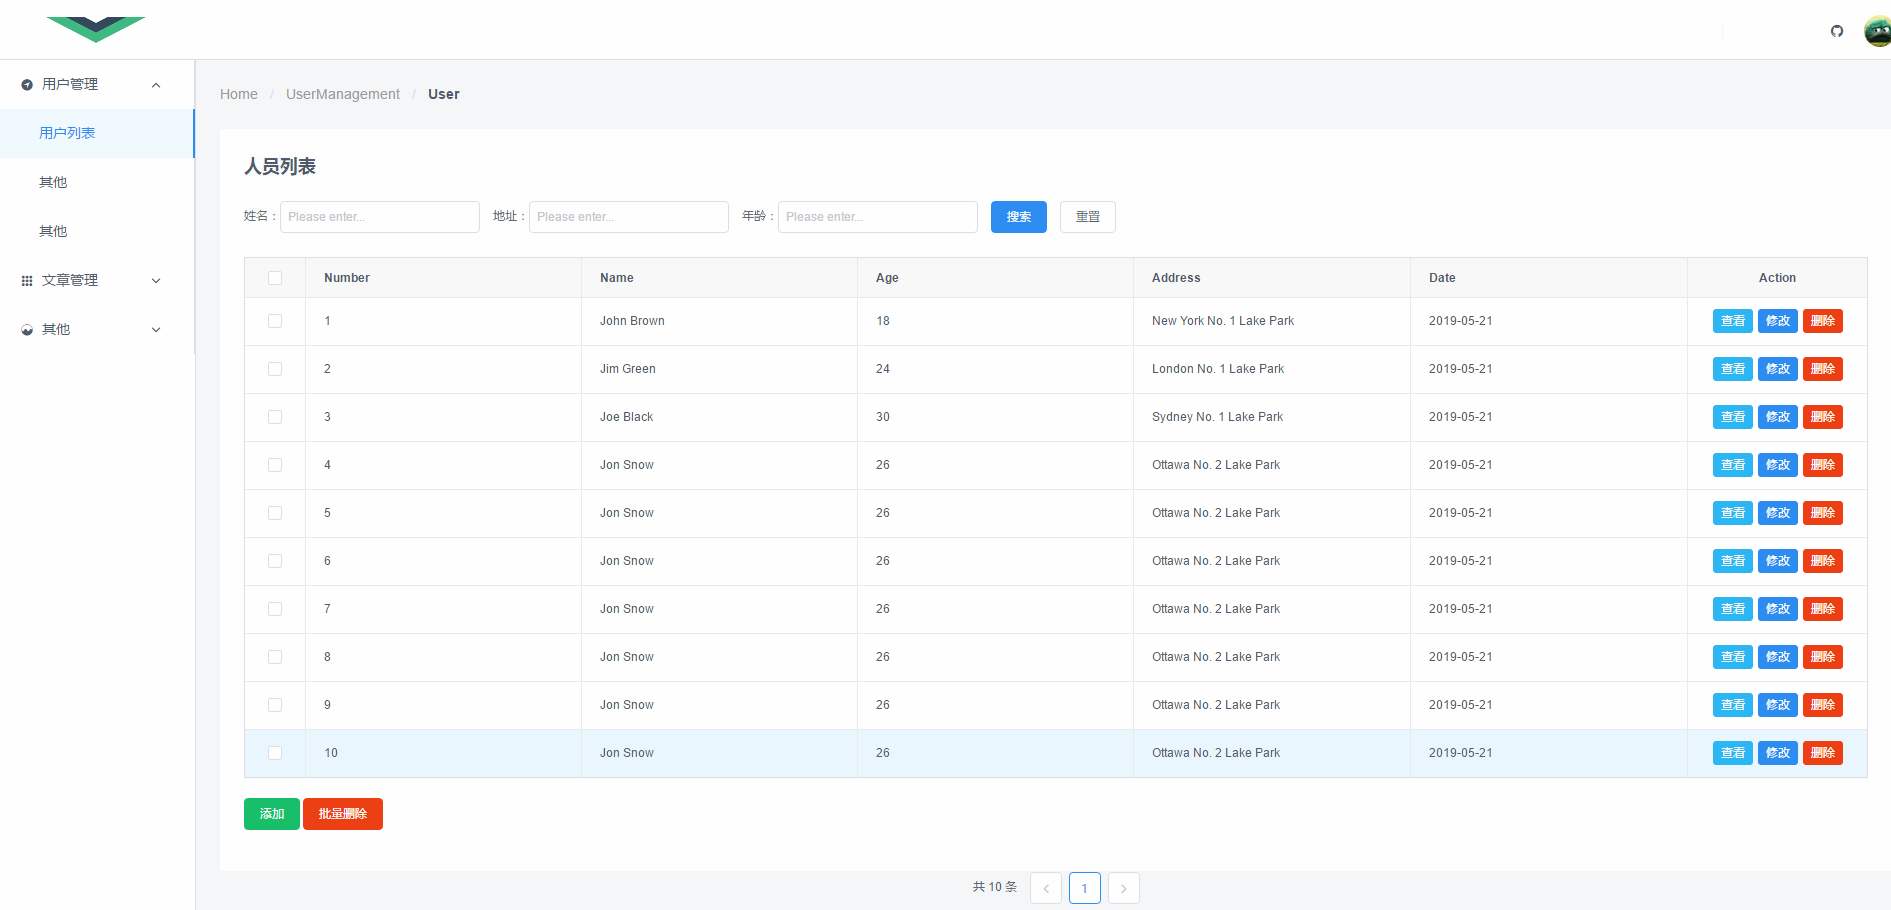 用户管理
用户列表
其他
其他
文章管理
其他
Home / UserManagement / User
人员列表
姓名： Please enter... 地址： Please enter... 年龄： Please enter... 搜索 重置
Number Name Age Address Date Action
1 John Brown 18 New York No. 1 Lake Park 2019-05-21 查看 修改 删除
2 Jim Green 24 London No. 1 Lake Park 2019-05-21 查看 修改 删除
3 Joe Black 30 Sydney No. 1 Lake Park 2019-05-21 查看 修改 删除
4 Jon Snow 26 Ottawa No. 2 Lake Park 2019-05-21 查看 修改 删除
5 Jon Snow 26 Ottawa No. 2 Lake Park 2019-05-21 查看 修改 删除
6 Jon Snow 26 Ottawa No. 2 Lake Park 2019-05-21 查看 修改 删除
7 Jon Snow 26 Ottawa No. 2 Lake Park 2019-05-21 查看 修改 删除
8 Jon Snow 26 Ottawa No. 2 Lake Park 2019-05-21 查看 修改 删除
9 Jon Snow 26 Ottawa No. 2 Lake Park 2019-05-21 查看 修改 删除
10 Jon Snow 26 Ottawa No. 2 Lake Park 2019-05-21 查看 修改 删除
添加 批量删除
共 10 条 1